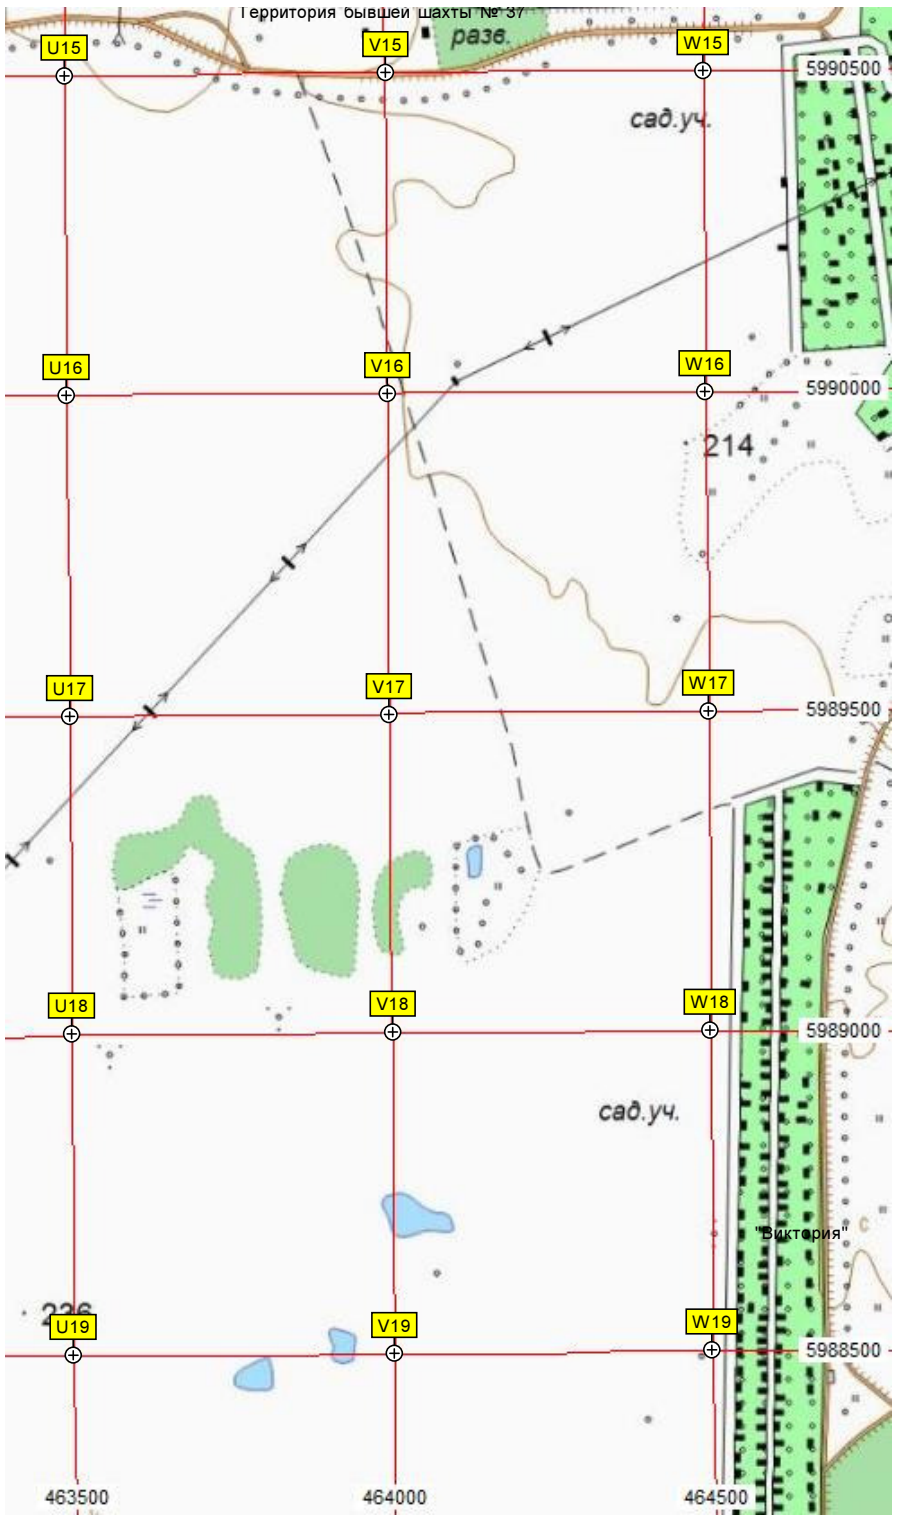 Территория бывшей шахты № 37
U15
V15
разв.
W15
5990500
сад.уч.
U16
V16
W16
5990000
214
U17
V17
W17
5989500
U18
V18
W18
5989000
сад.уч.
"Виктория"
С
236
U19
V19
W19
5988500
463500
464000
464500